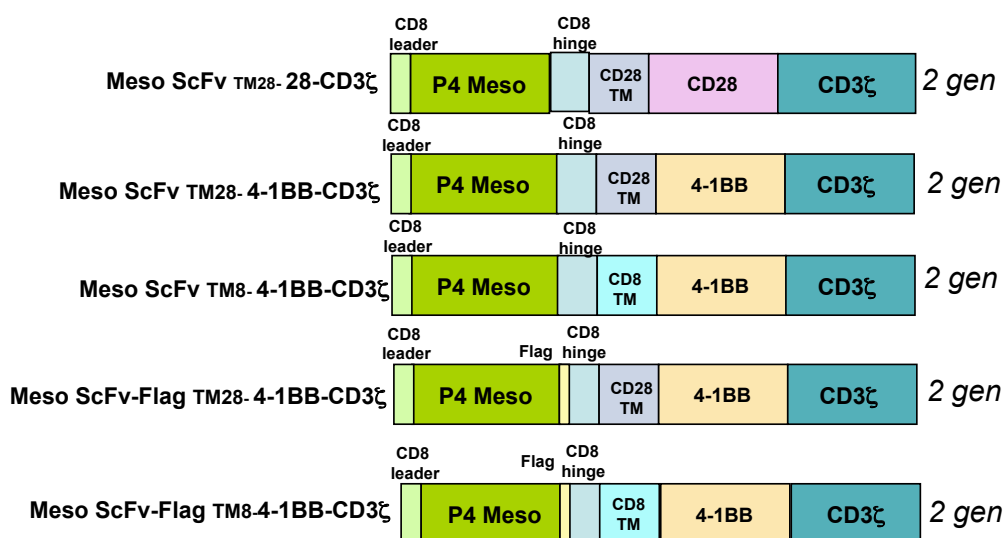 CD8 leader
CD8 hinge
Meso ScFv TM28- 28-CD3ζ
P4 Meso
CD28 TM
CD28
CD3ζ
2 gen
CD8 leader
CD8 hinge
Meso ScFv TM28- 4-1BB-CD3ζ
P4 Meso
CD28 TM
4-1BB
CD3ζ
2 gen
CD8 leader
CD8 hinge
Meso ScFv TM8- 4-1BB-CD3ζ
P4 Meso
CD8 TM
4-1BB
CD3ζ
2 gen
CD8 leader
Flag
CD8 hinge
Meso ScFv-Flag TM28- 4-1BB-CD3ζ
P4 Meso
CD28 TM
4-1BB
CD3ζ
2 gen
CD8 leader
Flag
CD8 hinge
Meso ScFv-Flag TM8-4-1BB-CD3ζ
P4 Meso
CD8 TM
4-1BB
CD3ζ
2 gen